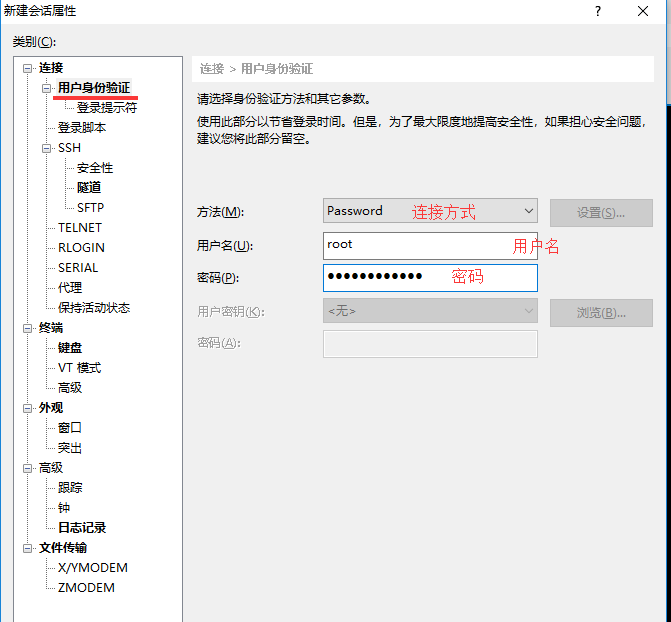 新建会话属性
类别(C):
连接
用户身份验证
登录提示符
登录脚本
SSH
安全性
隧道
SFTP
TELNET
RLOGIN
SERIAL
代理
保持活动状态
终端
键盘
VT 模式
高级
外观
窗口
突出
高级
跟踪
钟
日志记录
文件传输
X/YMODEM
ZMODEM
连接 > 用户身份验证
请选择身份验证方法和其它参数。
使用此部分以节省登录时间。但是，为了最大限度地提高安全性，如果担心安全问题，
建议您将此部分留空。
方法(M): Password 连接方式 设置(S)...
用户名(U): root 用户名
密码(P): ●●●●●●●●●●●● 密码
用户密钥(K): <无> 浏览(B)...
密码(A):